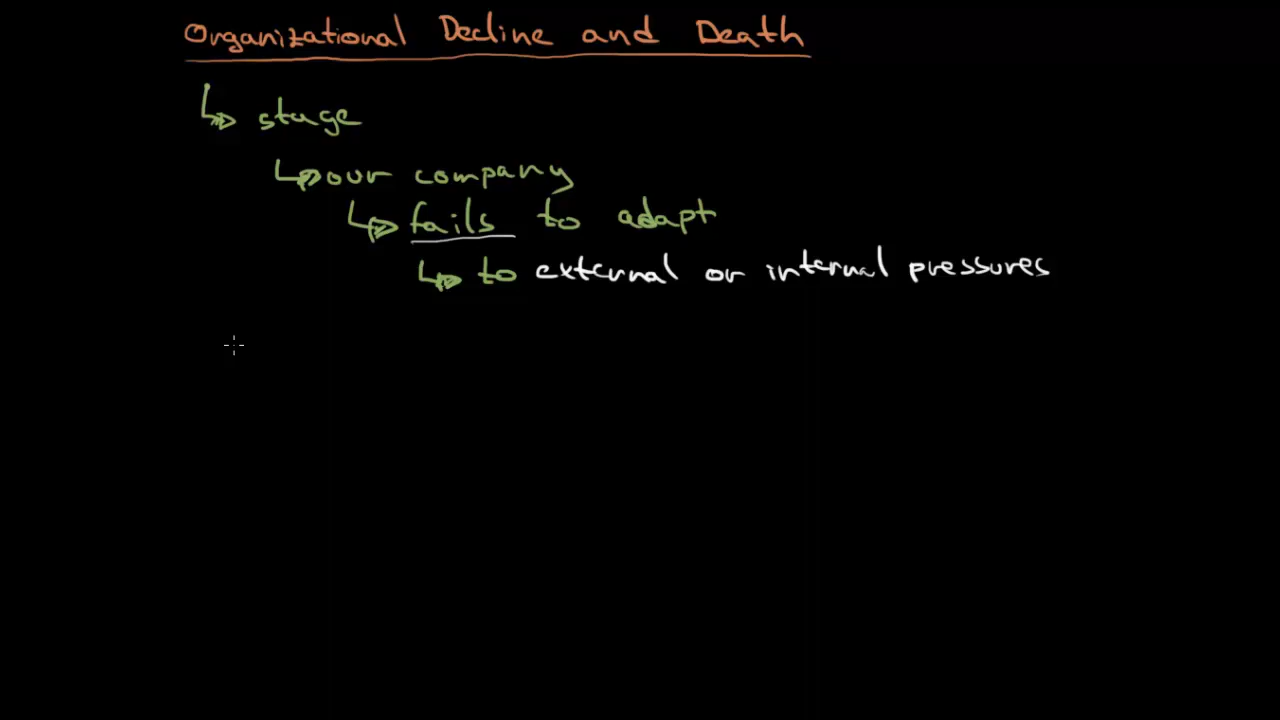 Organizational Decline and Death
stage
our company
fails to adapt
to external or internal pressures